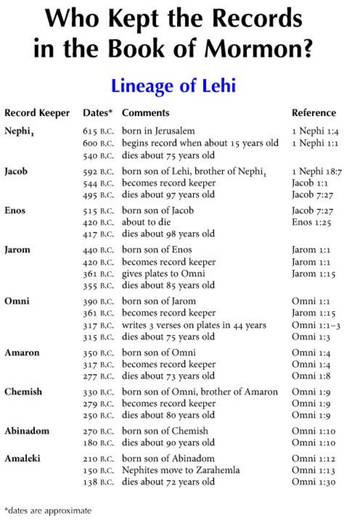 Who Kept the Records
in the Book of Mormon?
Lineage of Lehi
Record Keeper Dates* Comments Reference
Nephi₁ 615 B.C. born in Jerusalem 1 Nephi 1:4
600 B.C. begins record when about 15 years old 1 Nephi 1:1
540 B.C. dies about 75 years old
Jacob 592 B.C. born son of Lehi, brother of Nephi₁ 1 Nephi 18:7
544 B.C. becomes record keeper Jacob 1:1
495 B.C. dies about 97 years old Jacob 7:27
Enos 515 B.C. born son of Jacob Jacob 7:27
420 B.C. about to die Enos 1:25
417 B.C. dies about 98 years old
Jarom 440 B.C. born son of Enos Jarom 1:1
420 B.C. becomes record keeper Jarom 1:1
361 B.C. gives plates to Omni Jarom 1:15
355 B.C. dies about 85 years old
Omni 390 B.C. born son of Jarom Omni 1:1
361 B.C. becomes record keeper Jarom 1:15
317 B.C. writes 3 verses on plates in 44 years Omni 1:1–3
315 B.C. dies about 75 years old Omni 1:3
Amaron 350 B.C. born son of Omni Omni 1:4
317 B.C. becomes record keeper Omni 1:4
277 B.C. dies about 73 years old Omni 1:8
Chemish 330 B.C. born son of Omni, brother of Amaron Omni 1:9
279 B.C. becomes record keeper Omni 1:9
250 B.C. dies about 80 years old Omni 1:9
Abinadom 270 B.C. born son of Chemish Omni 1:10
180 B.C. dies about 90 years old Omni 1:10
Amaleki 210 B.C. born son of Abinadom Omni 1:12
150 B.C. Nephites move to Zarahemla Omni 1:13
138 B.C. dies about 72 years old Omni 1:30
*dates are approximate